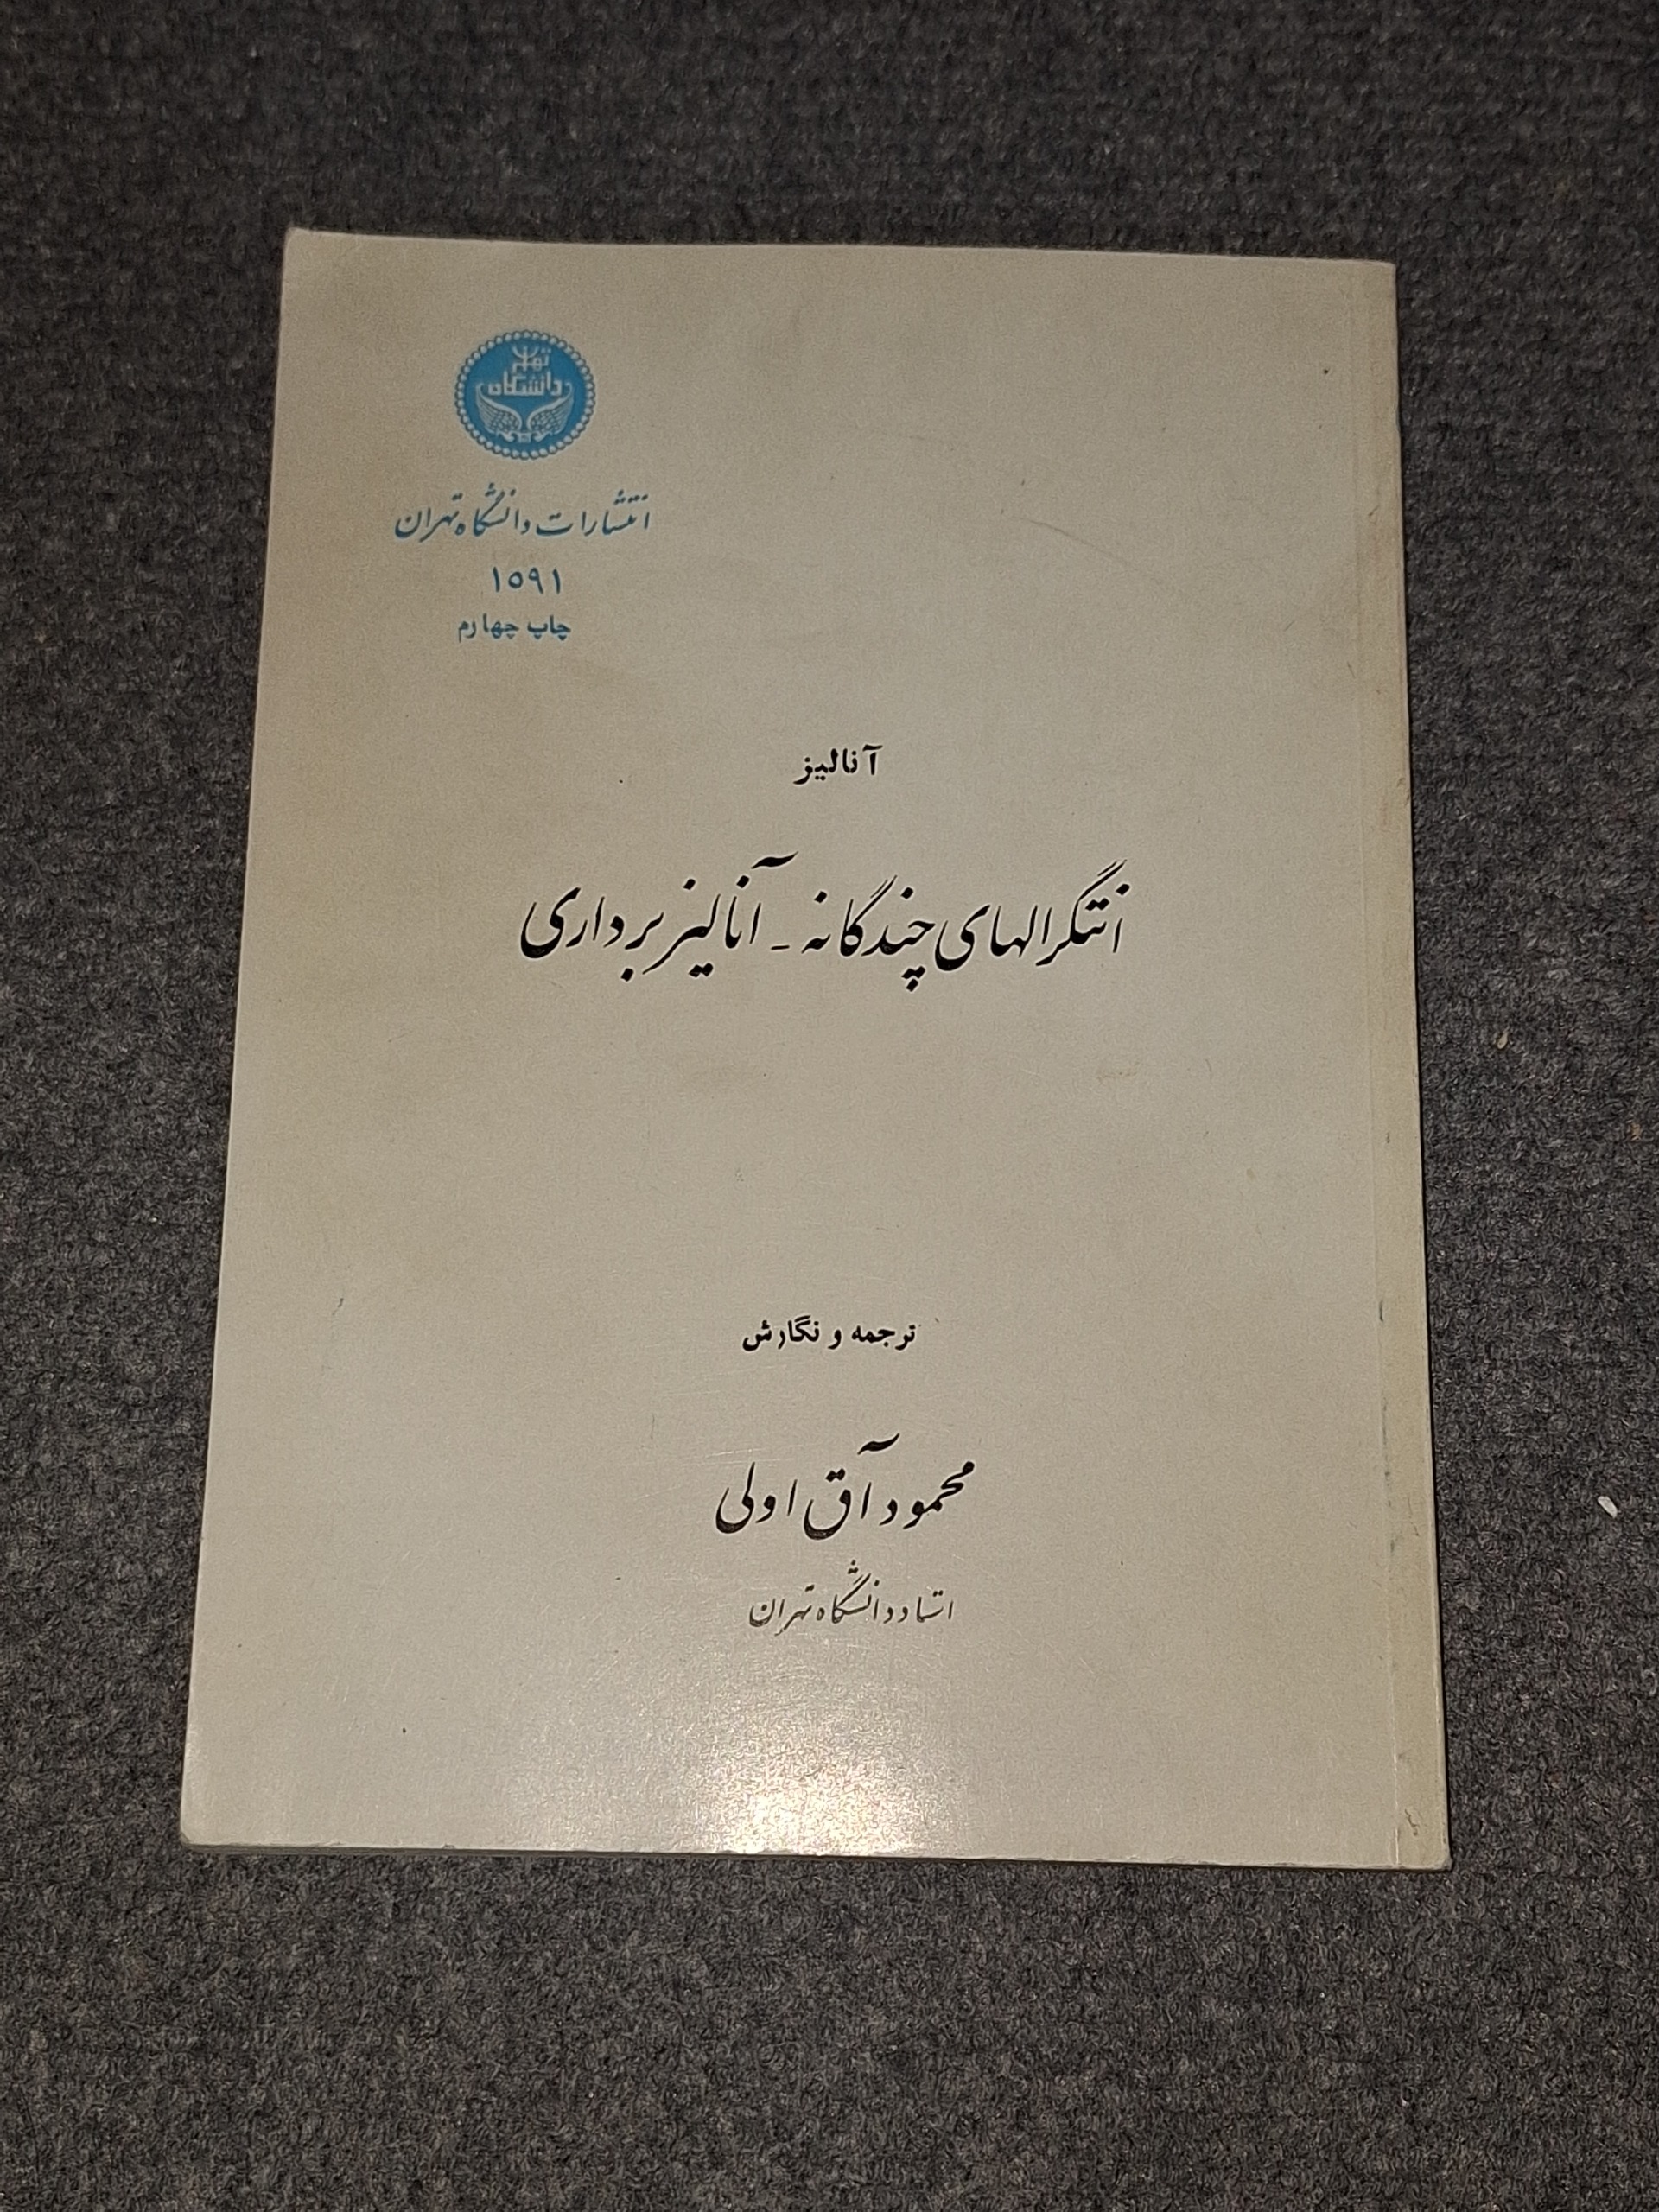 دانشگاه تهران
انتشارات دانشگاه تهران
۱۵۹۱
چاپ چهارم
آنالیز
انتگرالهای چندگانه - آنالیز برداری
ترجمه و نگارش
محمود آق اولی
استاد دانشگاه تهران